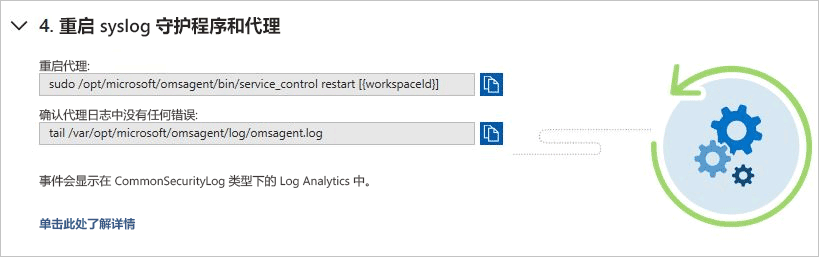 4. 重启 syslog 守护程序和代理
重启代理:
sudo /opt/microsoft/omsagent/bin/service_control restart [{{workspaceId}}]
确认代理日志中没有任何错误:
tail /var/opt/microsoft/omsagent/log/omsagent.log
事件会显示在 CommonSecurityLog 类型下的 Log Analytics 中。
单击此处了解详情